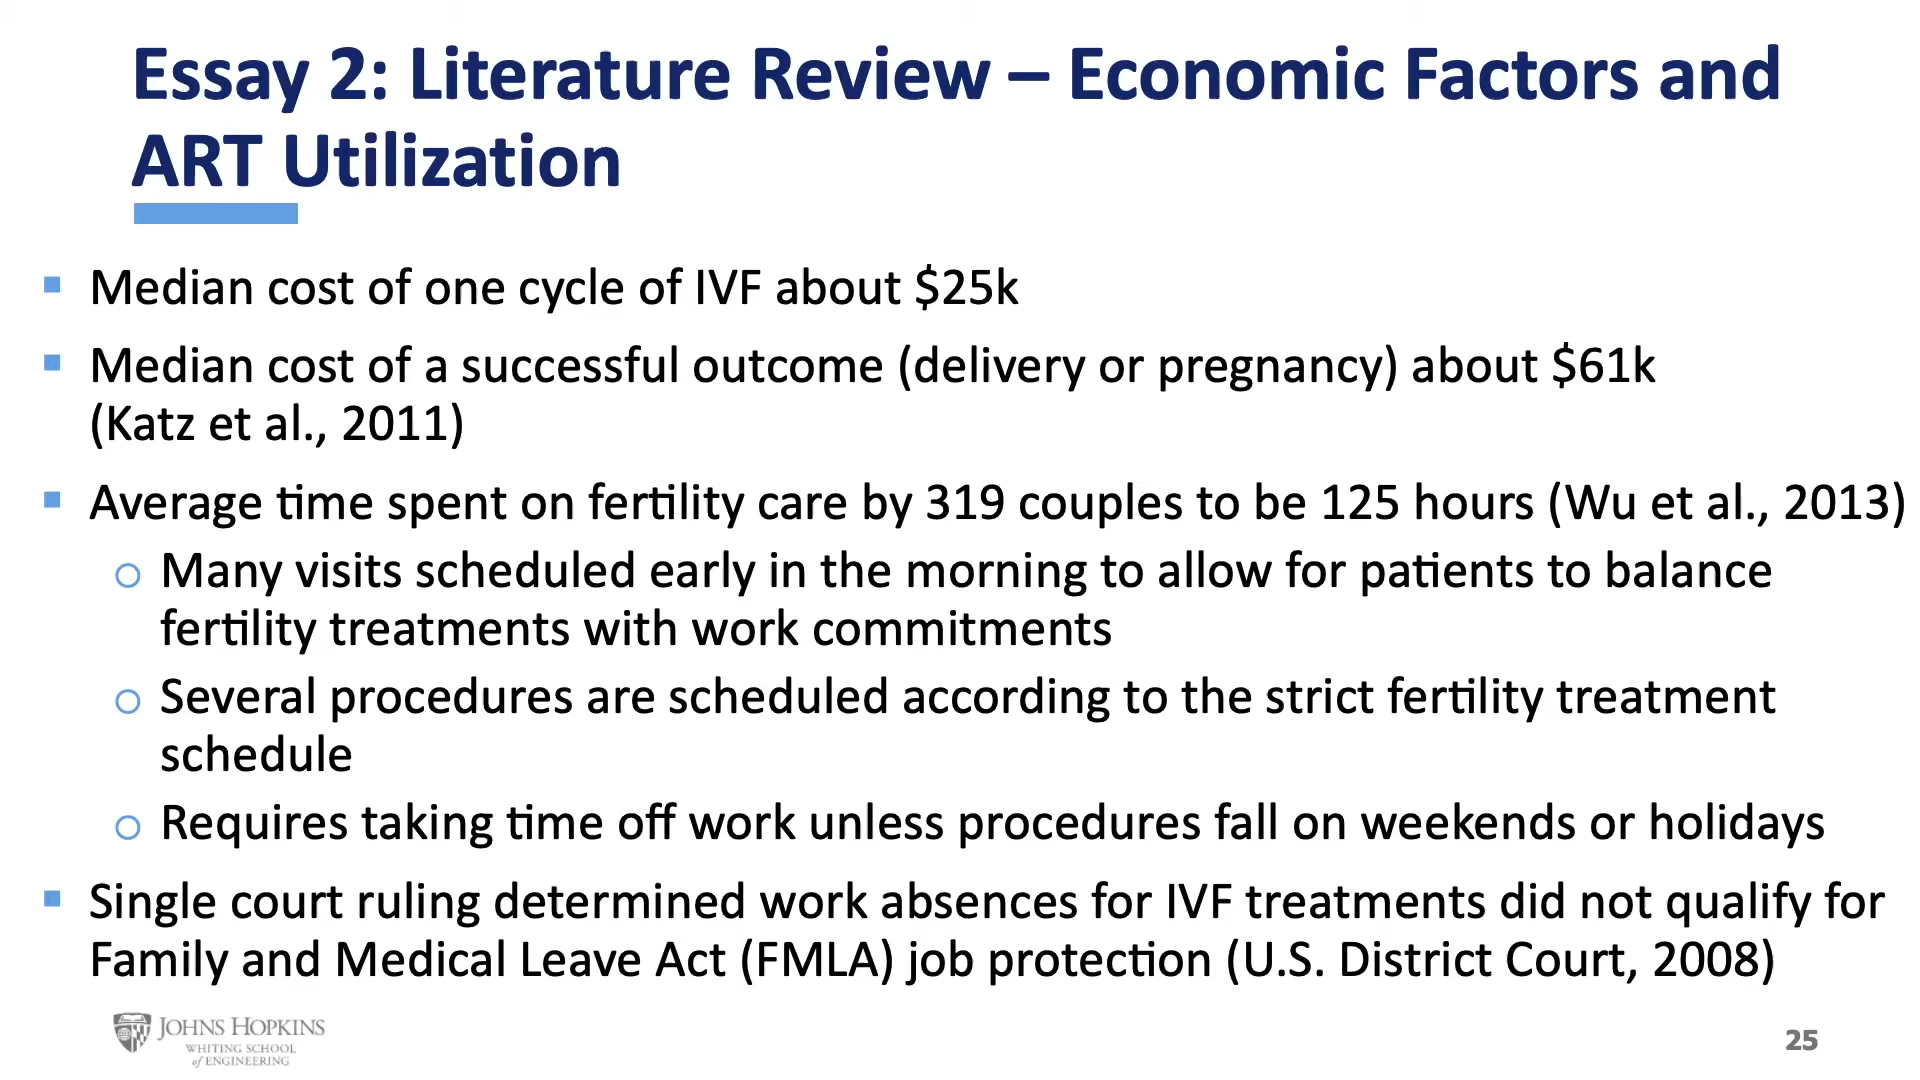 Essay 2: Literature Review – Economic Factors and
ART Utilization
▪ Median cost of one cycle of IVF about $25k
▪ Median cost of a successful outcome (delivery or pregnancy) about $61k
(Katz et al., 2011)
▪ Average time spent on fertility care by 319 couples to be 125 hours (Wu et al., 2013)
o Many visits scheduled early in the morning to allow for patients to balance
fertility treatments with work commitments
o Several procedures are scheduled according to the strict fertility treatment
schedule
o Requires taking time off work unless procedures fall on weekends or holidays
▪ Single court ruling determined work absences for IVF treatments did not qualify for
Family and Medical Leave Act (FMLA) job protection (U.S. District Court, 2008)
JOHNS HOPKINS
WHITING SCHOOL
of ENGINEERING
25